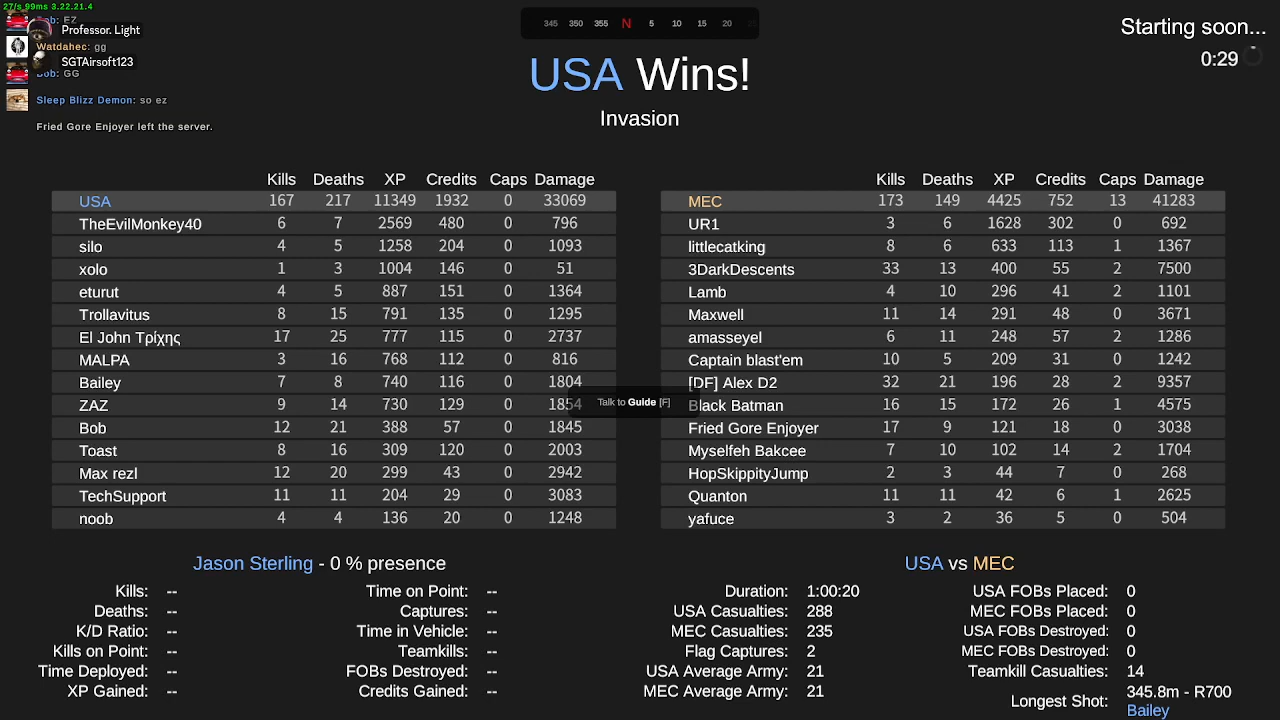 27/s 99ms 3.22.21.4
Bob: EZ
Professor. Light
Watdahec: gg
SGTAirsoft123
Bob: GG
Sleep Blizz Demon: so ez
Fried Gore Enjoyer left the server.
345 350 355 N 5 10 15 20
Starting soon...
0:29
USA Wins!
Invasion
Kills Deaths XP Credits Caps Damage
USA 167 217 11349 1932 0 33069
TheEvilMonkey40 6 7 2569 480 0 796
silo 4 5 1258 204 0 1093
xolo 1 3 1004 146 0 51
eturut 4 5 887 151 0 1364
Trollavitus 8 15 791 135 0 1295
El John Τρίχης 17 25 777 115 0 2737
MALPA 3 16 768 112 0 816
Bailey 7 8 740 116 0 1804
ZAZ 9 14 730 129 0 1854
Bob 12 21 388 57 0 1845
Toast 8 16 309 120 0 2003
Max rezl 12 20 299 43 0 2942
TechSupport 11 11 204 29 0 3083
noob 4 4 136 20 0 1248
Kills Deaths XP Credits Caps Damage
MEC 173 149 4425 752 13 41283
UR1 3 6 1628 302 0 692
littlecatking 8 6 633 113 1 1367
3DarkDescents 33 13 400 55 2 7500
Lamb 4 10 296 41 2 1101
Maxwell 11 14 291 48 0 3671
amasseyel 6 11 248 57 2 1286
Captain blast'em 10 5 209 31 0 1242
[DF] Alex D2 32 21 196 28 2 9357
Black Batman 16 15 172 26 1 4575
Fried Gore Enjoyer 17 9 121 18 0 3038
Myselfeh Bakcee 7 10 102 14 2 1704
HopSkippityJump 2 3 44 7 0 268
Quanton 11 11 42 6 1 2625
yafuce 3 2 36 5 0 504
Talk to Guide [F]
Jason Sterling - 0 % presence
Kills: --
Deaths: --
K/D Ratio: --
Kills on Point: --
Time Deployed: --
XP Gained: --
Time on Point: --
Captures: --
Time in Vehicle: --
Teamkills: --
FOBs Destroyed: --
Credits Gained: --
USA vs MEC
Duration: 1:00:20
USA Casualties: 288
MEC Casualties: 235
Flag Captures: 2
USA Average Army: 21
MEC Average Army: 21
USA FOBs Placed: 0
MEC FOBs Placed: 0
USA FOBs Destroyed: 0
MEC FOBs Destroyed: 0
Teamkill Casualties: 14
Longest Shot: 345.8m - R700
Bailey